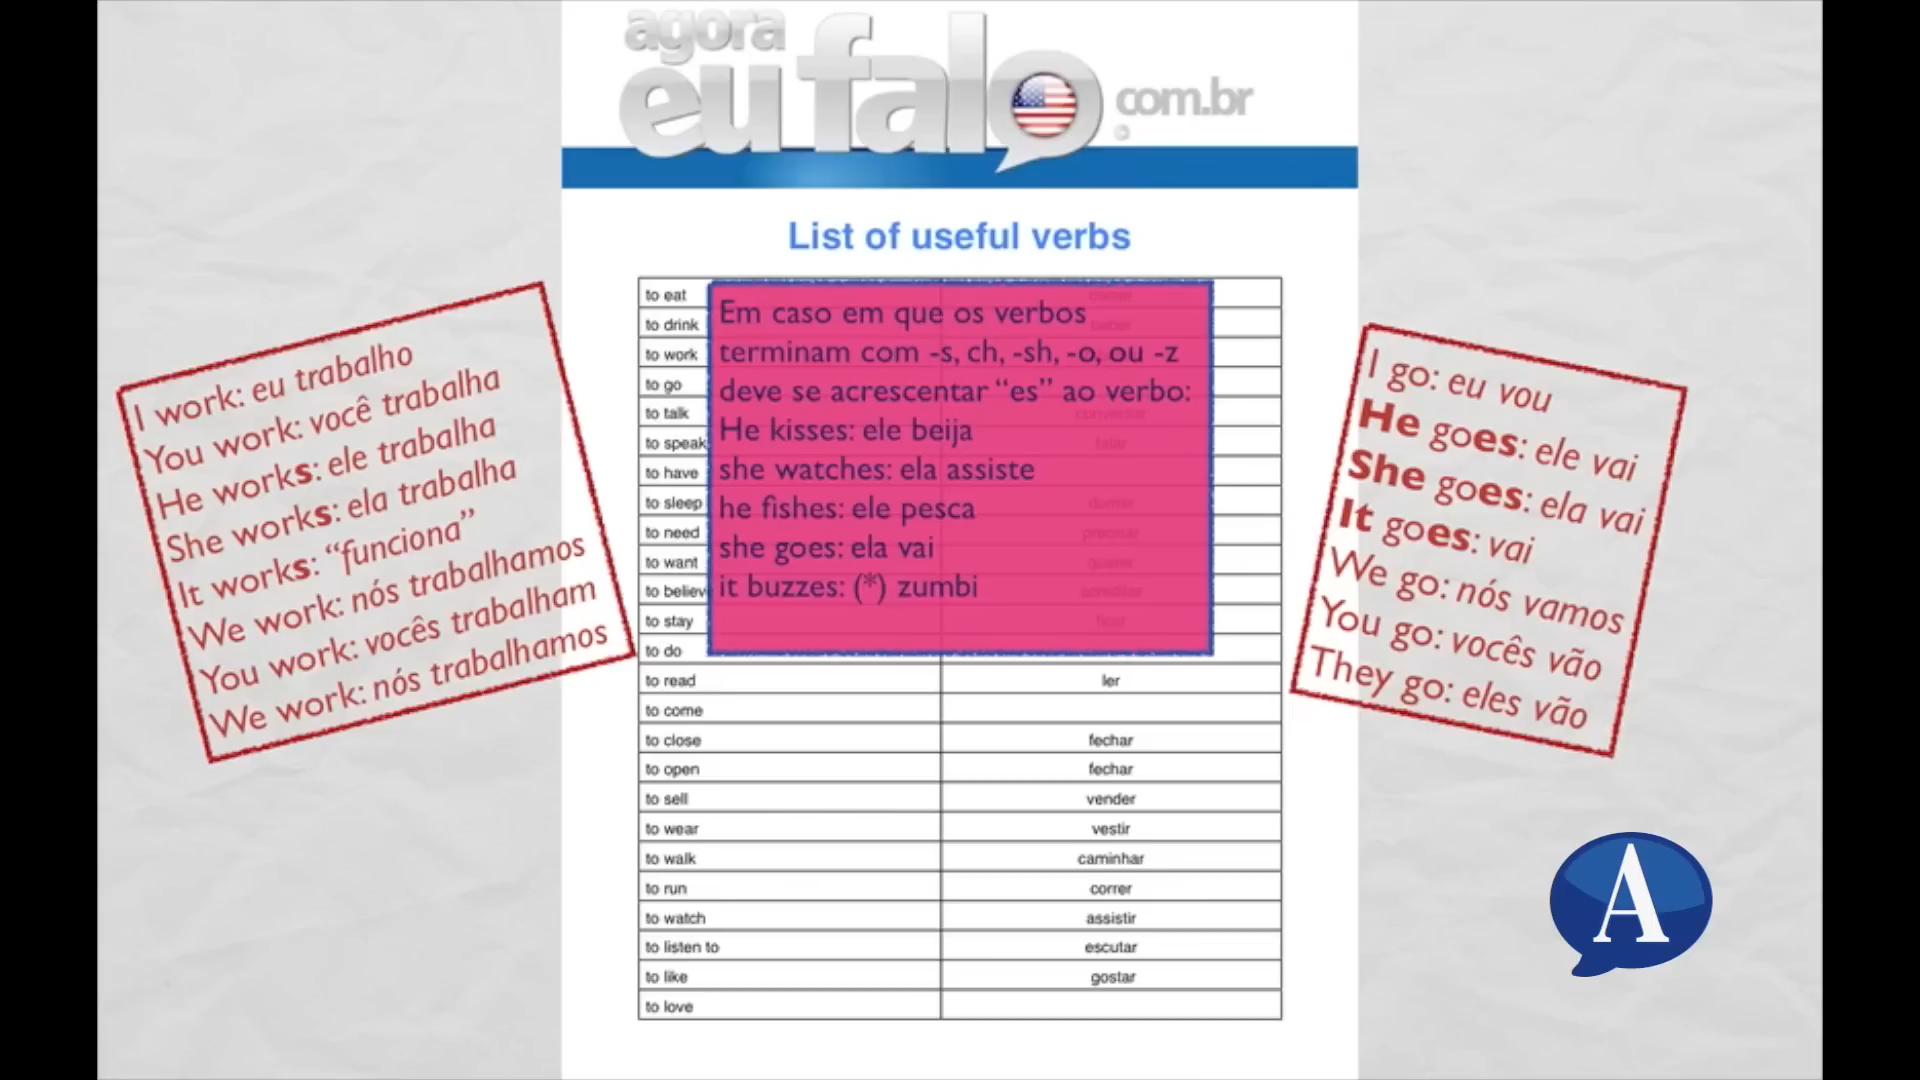 agora
eu falo
com.br
List of useful verbs
I work: eu trabalho
You work: você trabalha
He works: ele trabalha
She works: ela trabalha
It works: “funciona”
We work: nós trabalhamos
You work: vocês trabalham
We work: nós trabalhamos
to eat
to drink
to work
to go
to talk
to speak
to have
to sleep
to need
to want
to believ
to stay
to do
Em caso em que os verbos
terminam com -s, ch, -sh, -o, ou -z
deve se acrescentar “es” ao verbo:
He kisses: ele beija
she watches: ela assiste
he fishes: ele pesca
she goes: ela vai
it buzzes: (*) zumbi
to read ler
to come
to close fechar
to open fechar
to sell vender
to wear vestir
to walk caminhar
to run correr
to watch assistir
to listen to escutar
to like gostar
to love
I go: eu vou
He goes: ele vai
She goes: ela vai
It goes: vai
We go: nós vamos
You go: vocês vão
They go: eles vão
A